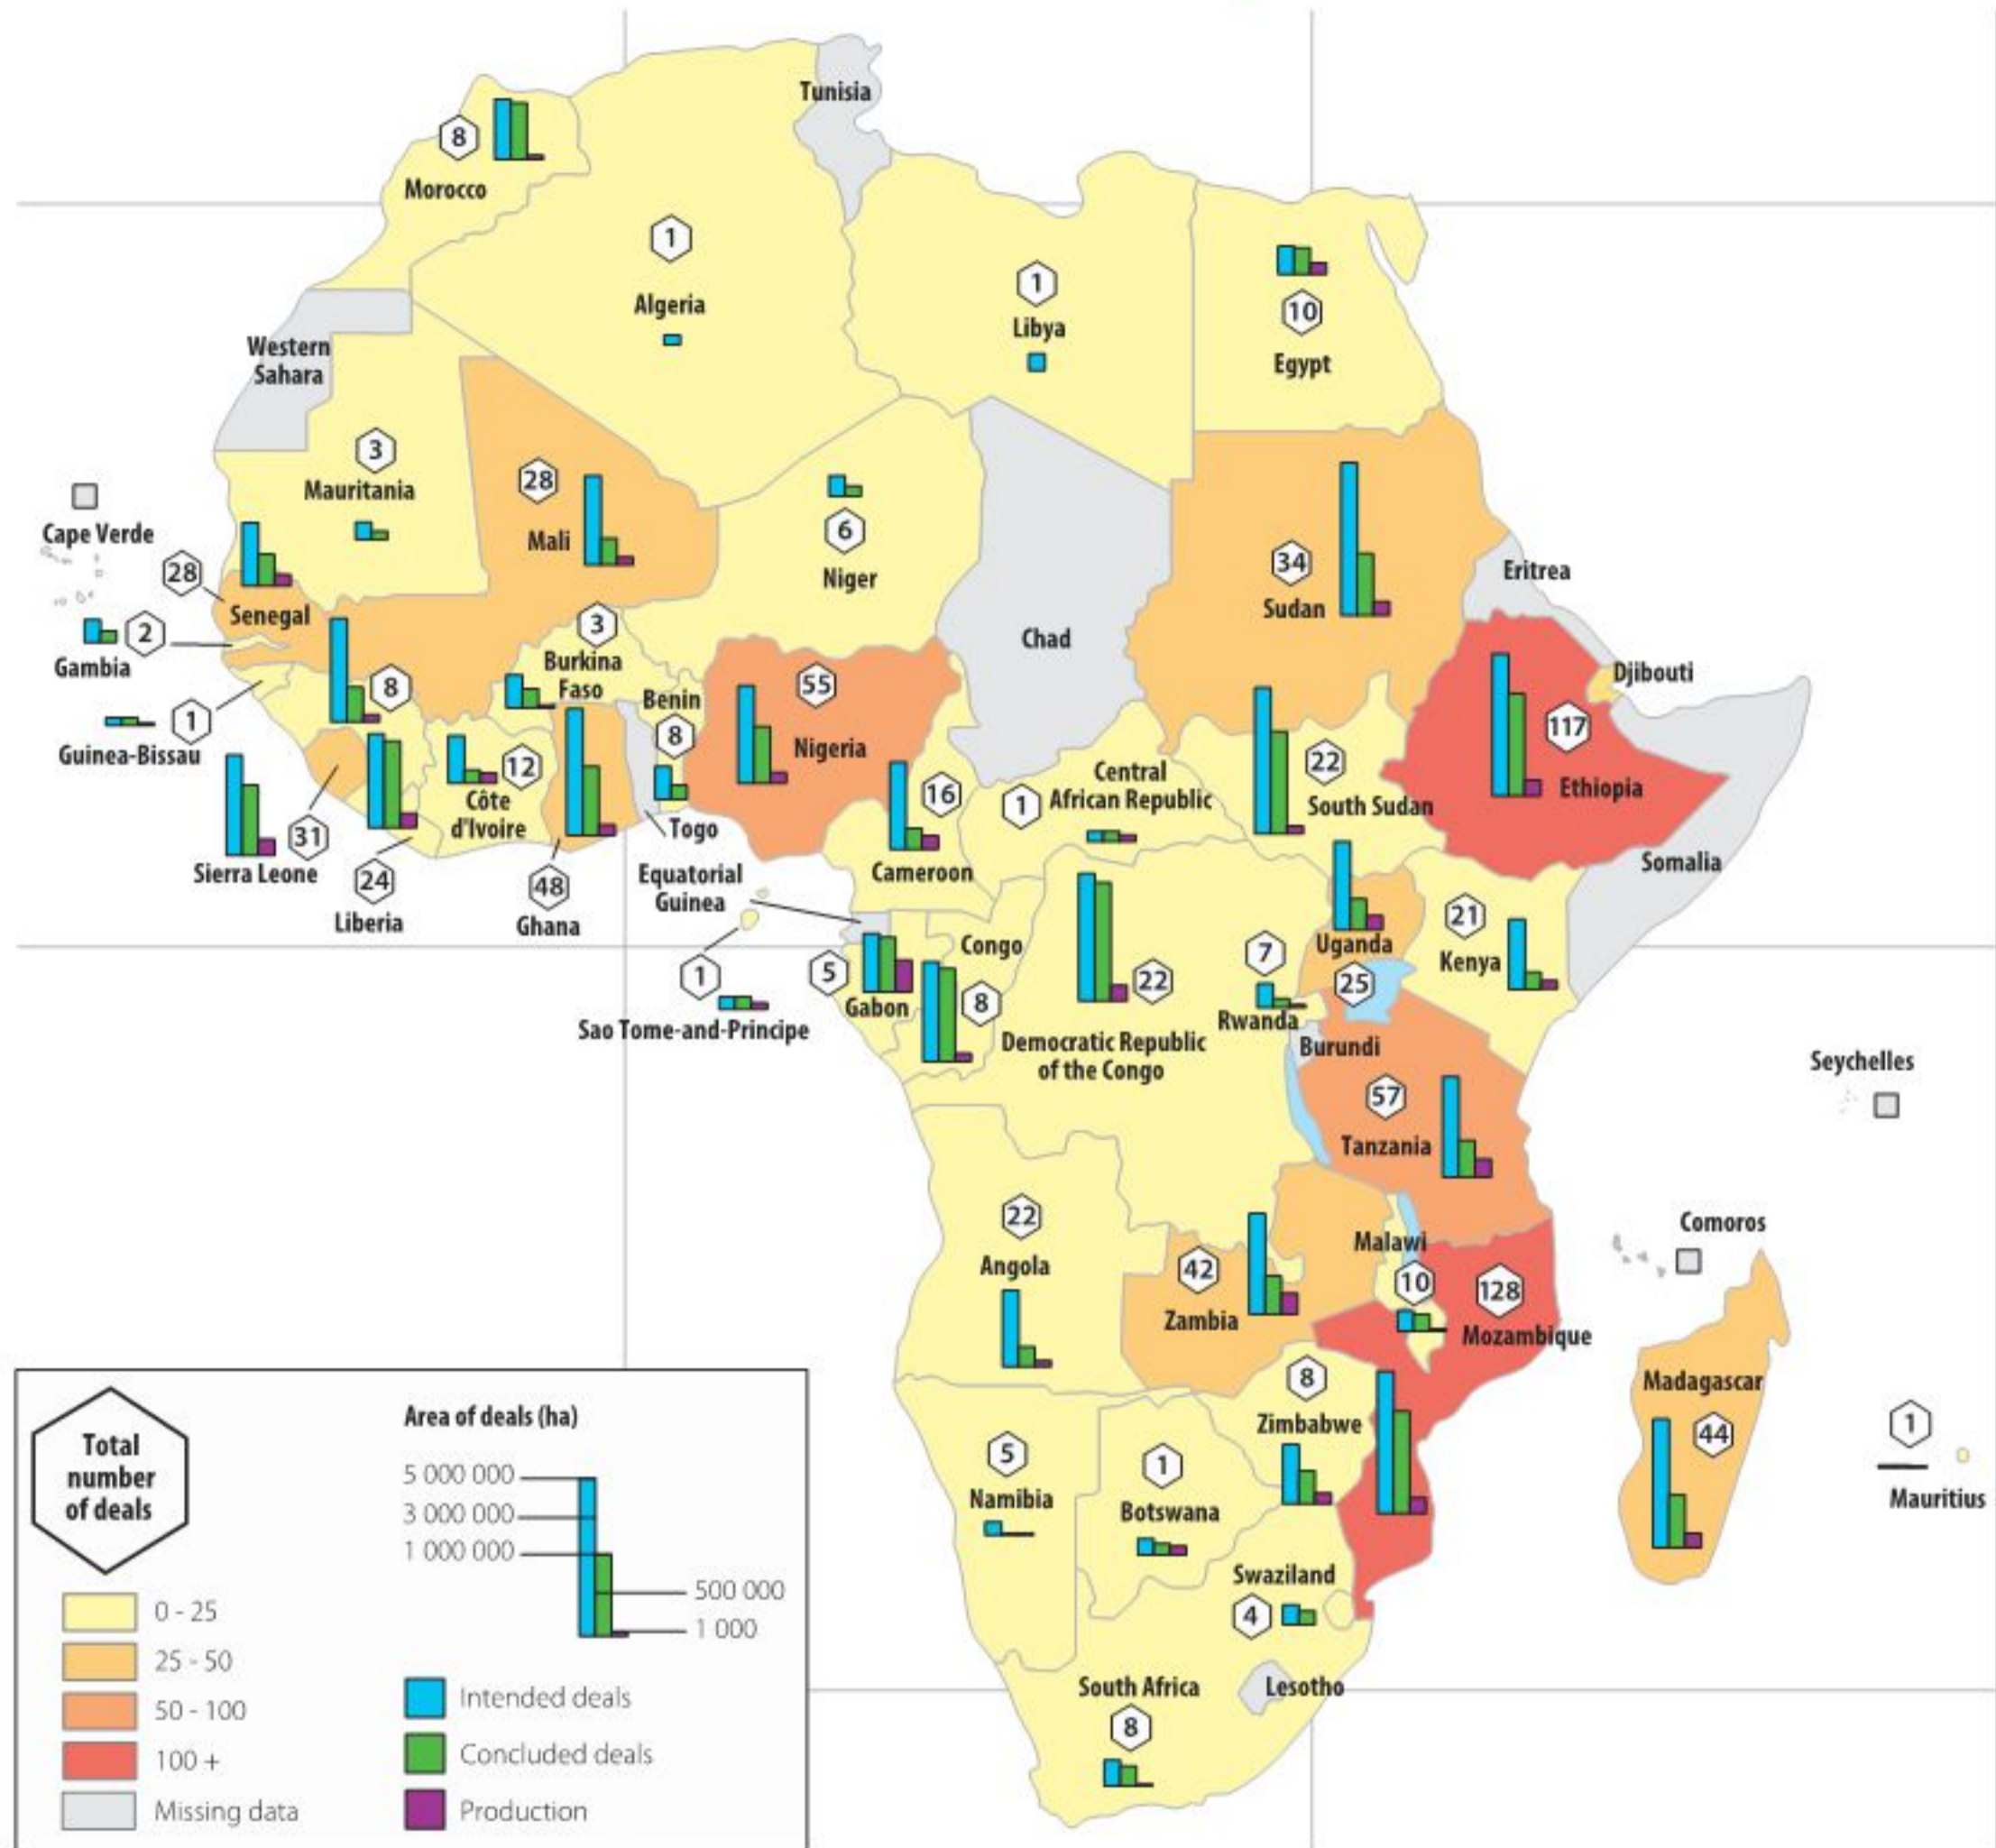 Tunisia
8
Morocco
1
Algeria
1
Libya
10
Egypt
Western
Sahara
3
Mauritania
28
Mali
6
Niger
34
Sudan
Eritrea
Cape Verde
28
Senegal
2
Gambia
3
Burkina
Faso
Chad
Djibouti
1
Guinea-Bissau
8
Benin
8
55
Nigeria
117
Ethiopia
12
Côte
d'Ivoire
Togo
16
Cameroon
1
Central
African Republic
22
South Sudan
31
Sierra Leone
24
Liberia
48
Ghana
Equatorial
Guinea
Somalia
1
Sao Tome-and-Principe
5
Gabon
Congo
8
22
Democratic Republic
of the Congo
7
Rwanda
Uganda
25
21
Kenya
Burundi
57
Tanzania
Seychelles
22
Angola
42
Zambia
Malawi
10
128
Mozambique
Comoros
Madagascar
44
1
Mauritius
8
Zimbabwe
5
Namibia
1
Botswana
Swaziland
4
South Africa
8
Lesotho
Total
number
of deals
0 - 25
25 - 50
50 - 100
100 +
Missing data
Area of deals (ha)
5 000 000
3 000 000
1 000 000
500 000
1 000
Intended deals
Concluded deals
Production